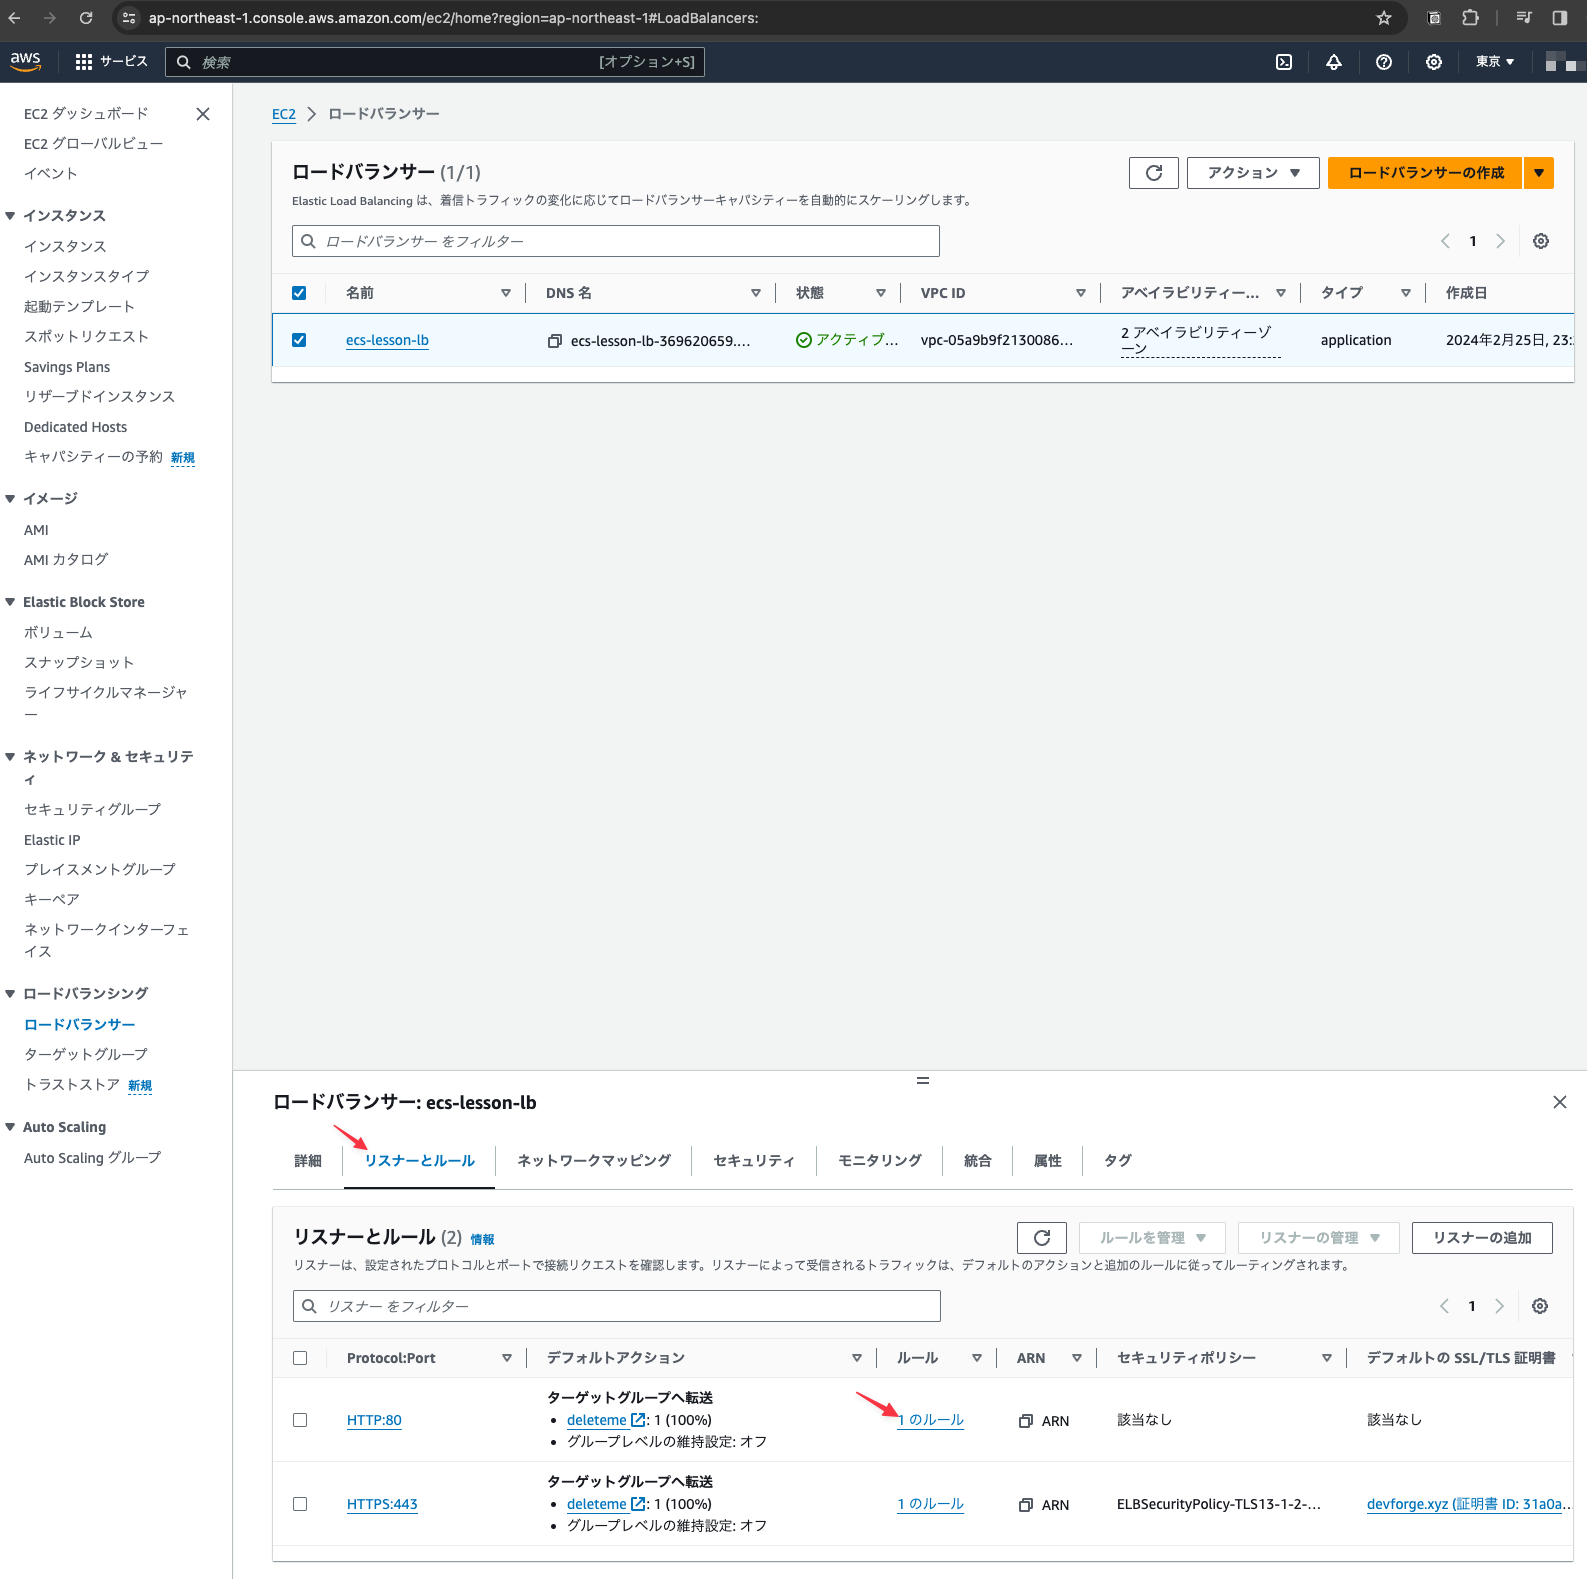 ap-northeast-1.console.aws.amazon.com/ec2/home?region=ap-northeast-1#LoadBalancers:
aws
サービス
検索
[オプション+S]
東京
EC2 ダッシュボード
EC2 グローバルビュー
イベント
インスタンス
インスタンス
インスタンスタイプ
起動テンプレート
スポットリクエスト
Savings Plans
リザーブドインスタンス
Dedicated Hosts
キャパシティーの予約 新規
イメージ
AMI
AMI カタログ
Elastic Block Store
ボリューム
スナップショット
ライフサイクルマネージャ
ー
ネットワーク & セキュリテ
ィ
セキュリティグループ
Elastic IP
プレイスメントグループ
キーペア
ネットワークインターフェ
イス
ロードバランシング
ロードバランサー
ターゲットグループ
トラストストア 新規
Auto Scaling
Auto Scaling グループ
EC2 > ロードバランサー
ロードバランサー (1/1)
アクション
ロードバランサーの作成
Elastic Load Balancing は、着信トラフィックの変化に応じてロードバランサーキャパシティーを自動的にスケーリングします。
ロードバランサー をフィルター
1
名前 DNS 名 状態 VPC ID アベイラビリティー... タイプ 作成日
ecs-lesson-lb ecs-lesson-lb-369620659.... アクティブ... vpc-05a9b9f2130086... 2 アベイラビリティーゾ
ーン
application 2024年2月25日, 23:
ロードバランサー: ecs-lesson-lb
詳細 リスナーとルール ネットワークマッピング セキュリティ モニタリング 統合 属性 タグ
リスナーとルール (2) 情報
ルールを管理
リスナーの管理
リスナーの追加
リスナーは、設定されたプロトコルとポートで接続リクエストを確認します。リスナーによって受信されるトラフィックは、デフォルトのアクションと追加のルールに従ってルーティングされます。
リスナー をフィルター
1
Protocol:Port デフォルトアクション ルール ARN セキュリティポリシー デフォルトの SSL/TLS 証明書
ターゲットグループへ転送
HTTP:80 • deleteme : 1 (100%) 1 のルール ARN 該当なし 該当なし
• グループレベルの維持設定: オフ
ターゲットグループへ転送
HTTPS:443 • deleteme : 1 (100%) 1 のルール ARN ELBSecurityPolicy-TLS13-1-2-... devforge.xyz (証明書 ID: 31a0a...
• グループレベルの維持設定: オフ